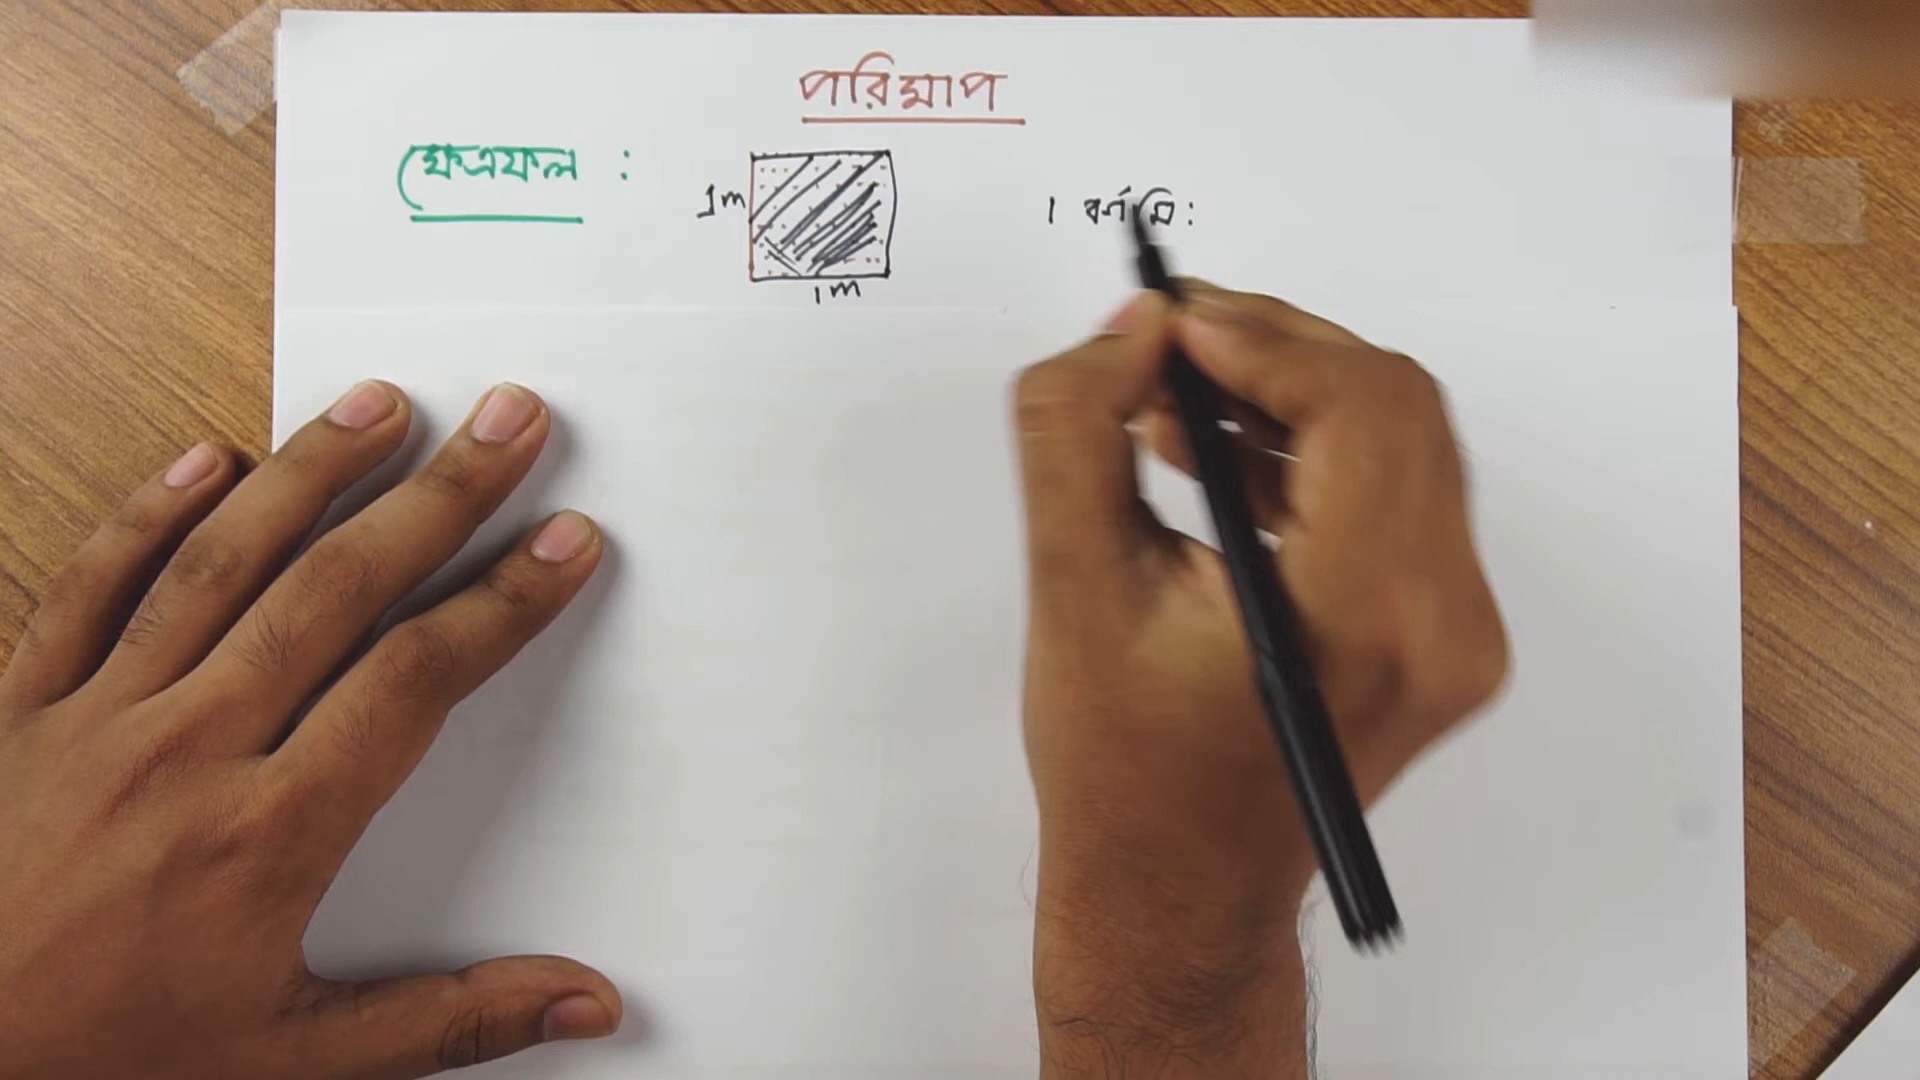 পরিমাপ
ক্ষেত্রফল :
1m
1 বর্গমি:
1m